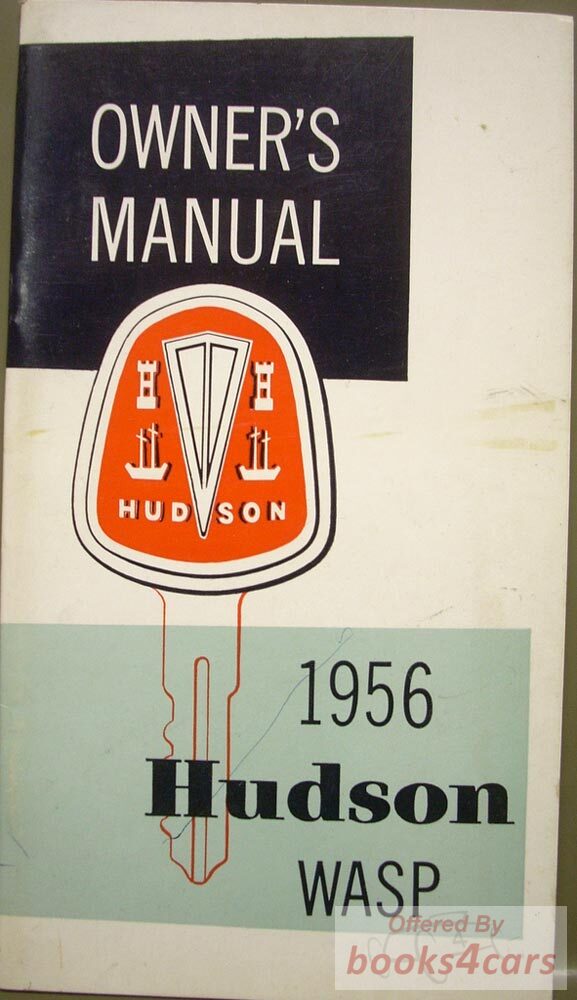 OWNER'S
MANUAL
HUDSON
1956
Hudson
WASP
Offered By
books4cars